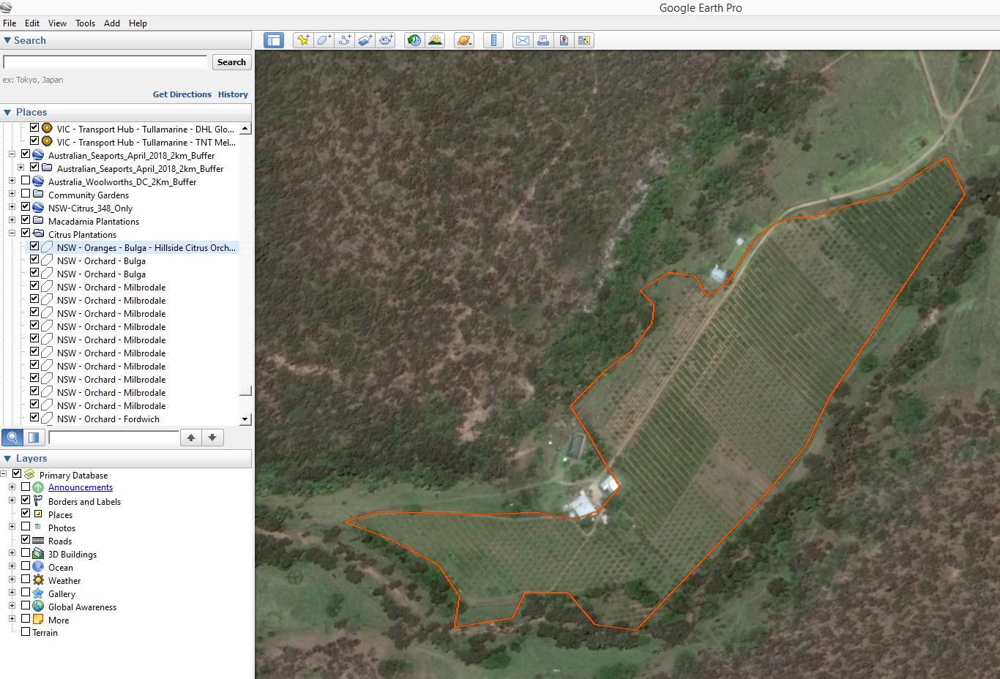 Google Earth Pro
File Edit View Tools Add Help
Search
Search
ex: Tokyo, Japan
Get Directions History
Places
VIC - Transport Hub - Tullamarine - DHL Glo...
VIC - Transport Hub - Tullamarine - TNT Mel...
Australian_Seaports_April_2018_2km_Buffer
Australian_Seaports_April_2018_2km_Buffer
Australia_Woolworths_DC_2Km_Buffer
Community Gardens
NSW-Citrus_348_Only
Macadamia Plantations
Citrus Plantations
NSW - Oranges - Bulga - Hillside Citrus Orch...
NSW - Orchard - Bulga
NSW - Orchard - Bulga
NSW - Orchard - Milbrodale
NSW - Orchard - Milbrodale
NSW - Orchard - Milbrodale
NSW - Orchard - Milbrodale
NSW - Orchard - Milbrodale
NSW - Orchard - Milbrodale
NSW - Orchard - Milbrodale
NSW - Orchard - Milbrodale
NSW - Orchard - Milbrodale
NSW - Orchard - Milbrodale
NSW - Orchard - Fordwich
Layers
Primary Database
Announcements
Borders and Labels
Places
Photos
Roads
3D Buildings
Ocean
Weather
Gallery
Global Awareness
More
Terrain